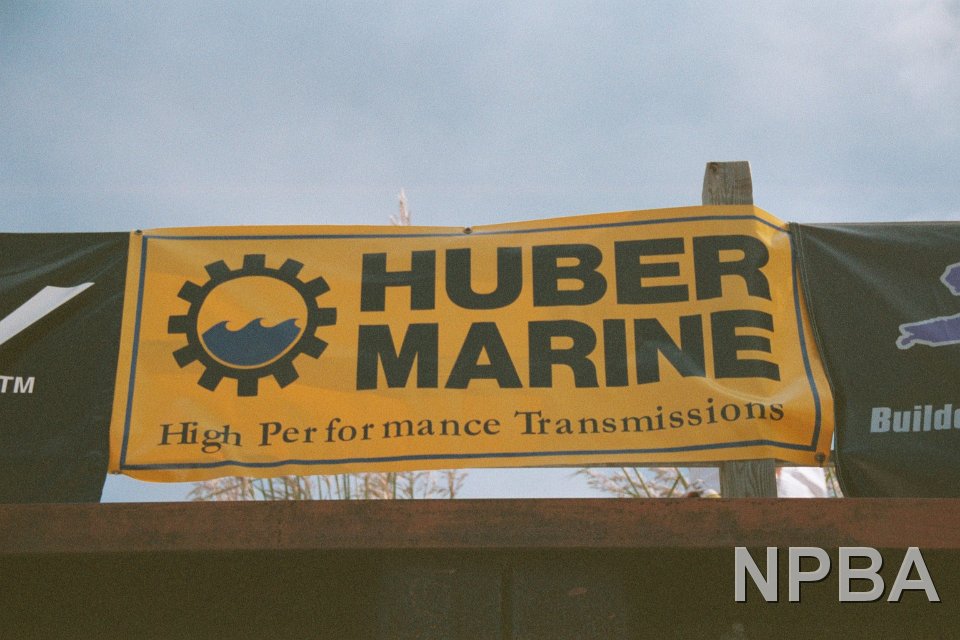 HUBER
MARINE
High Performance Transmissions
TM
NPBA